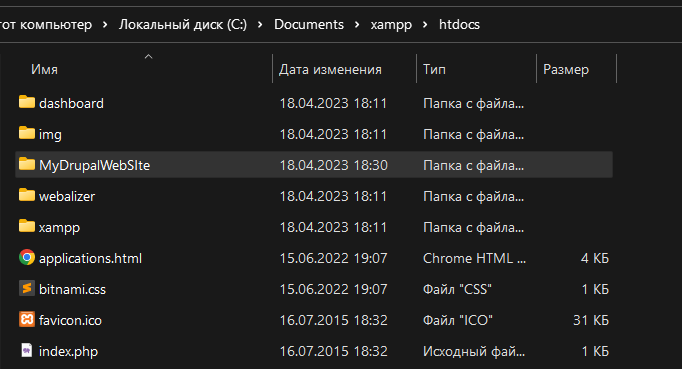 тот компьютер > Локальный диск (C:) > Documents > xampp > htdocs
Имя Дата изменения Тип Размер
dashboard 18.04.2023 18:11 Папка с файла...
img 18.04.2023 18:11 Папка с файла...
MyDrupalWebSIte 18.04.2023 18:30 Папка с файла...
webalizer 18.04.2023 18:11 Папка с файла...
xampp 18.04.2023 18:11 Папка с файла...
applications.html 15.06.2022 19:07 Chrome HTML ... 4 КБ
bitnami.css 15.06.2022 19:07 Файл "CSS" 1 КБ
favicon.ico 16.07.2015 18:32 Файл "ICO" 31 КБ
index.php 16.07.2015 18:32 Исходный фай... 1 КБ